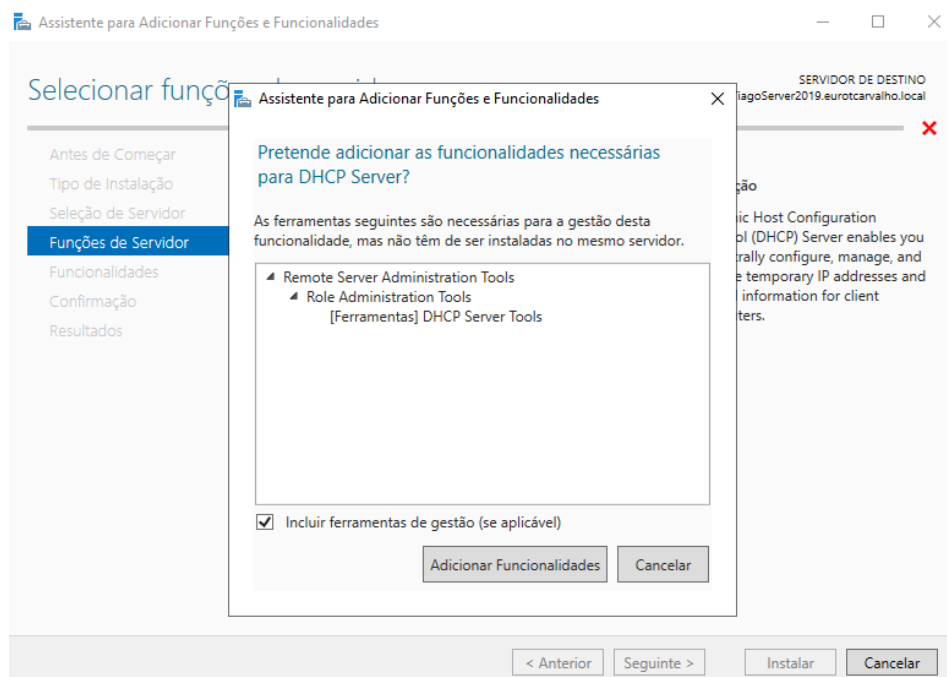 Assistente para Adicionar Funções e Funcionalidades
SERVIDOR DE DESTINO
iagoServer2019.eurotcarvalho.local
Selecionar
Antes de Começar
Tipo de Instalação
Seleção de Servidor
Funções de Servidor
Funcionalidades
Confirmação
Resultados
Assistente para Adicionar Funções e Funcionalidades
Pretende adicionar as funcionalidades necessárias
para DHCP Server?
As ferramentas seguintes são necessárias para a gestão desta
funcionalidade, mas não têm de ser instaladas no mesmo servidor.
Remote Server Administration Tools
Role Administration Tools
[Ferramentas] DHCP Server Tools
Incluir ferramentas de gestão (se aplicável)
Adicionar Funcionalidades
Cancelar
ção
ic Host Configuration
ol (DHCP) Server enables you
rally configure, manage, and
e temporary IP addresses and
information for client
ters.
< Anterior
Seguinte >
Instalar
Cancelar